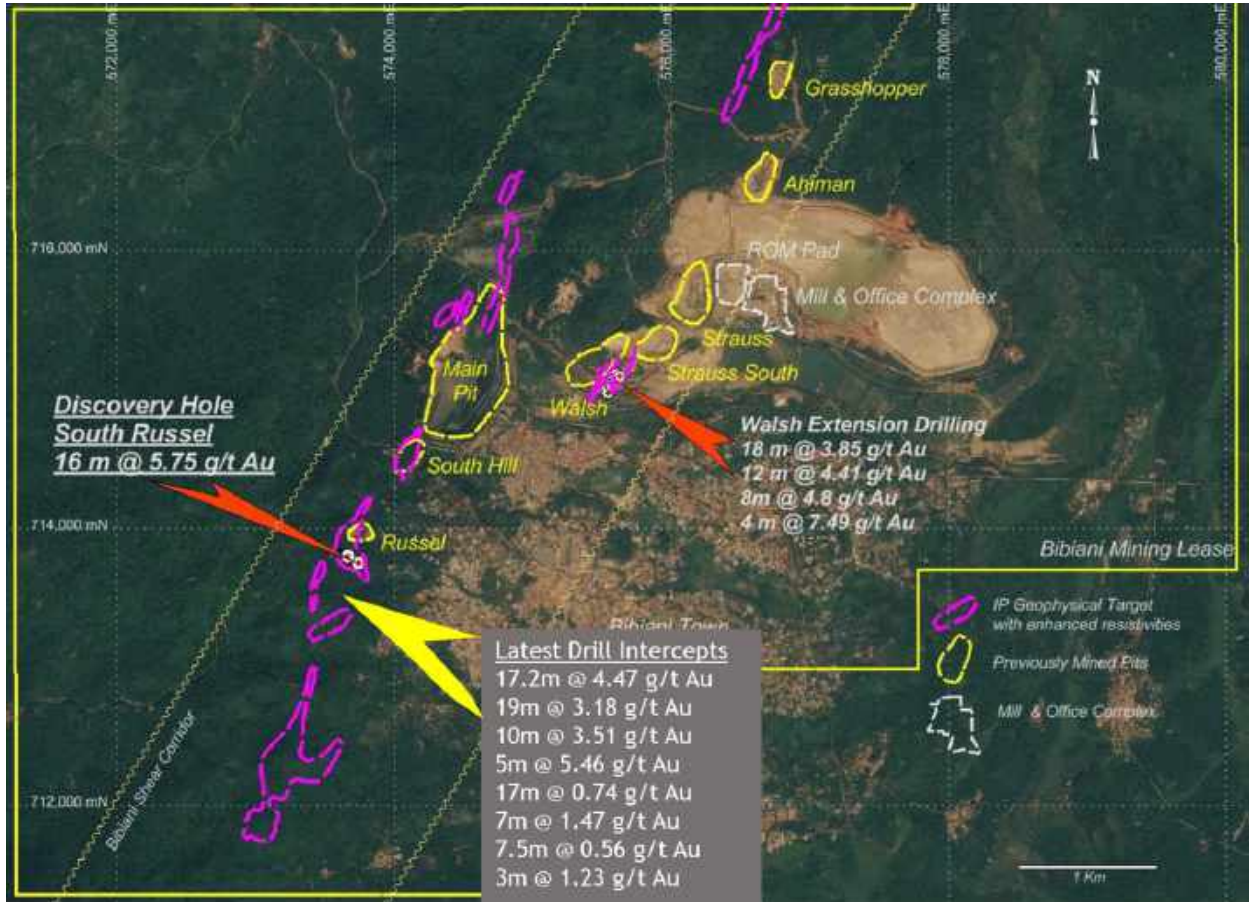 572,000 mE
574,000 mE
576,000 mE
578,000 mE
580,000 mE
Grasshopper
N
Ahiman
716,000 mN
ROM Pad
Mill & Office Complex
Strauss
Main
Pit
Strauss South
Walsh
Discovery Hole
South Russel
16 m @ 5.75 g/t Au
Walsh Extension Drilling
18 m @ 3.85 g/t Au
12 m @ 4.41 g/t Au
8m @ 4.8 g/t Au
4 m @ 7.49 g/t Au
South Hill
714,000 mN
Russel
Bibiani Mining Lease
IP Geophysical Target
with enhanced resistivities
Bibiani Town
Previously Mined Pits
Latest Drill Intercepts
17.2m @ 4.47 g/t Au
19m @ 3.18 g/t Au
10m @ 3.51 g/t Au
5m @ 5.46 g/t Au
17m @ 0.74 g/t Au
7m @ 1.47 g/t Au
7.5m @ 0.56 g/t Au
3m @ 1.23 g/t Au
Mill & Office Complex
Bibiani Shear Corridor
712,000 mN
1 Km